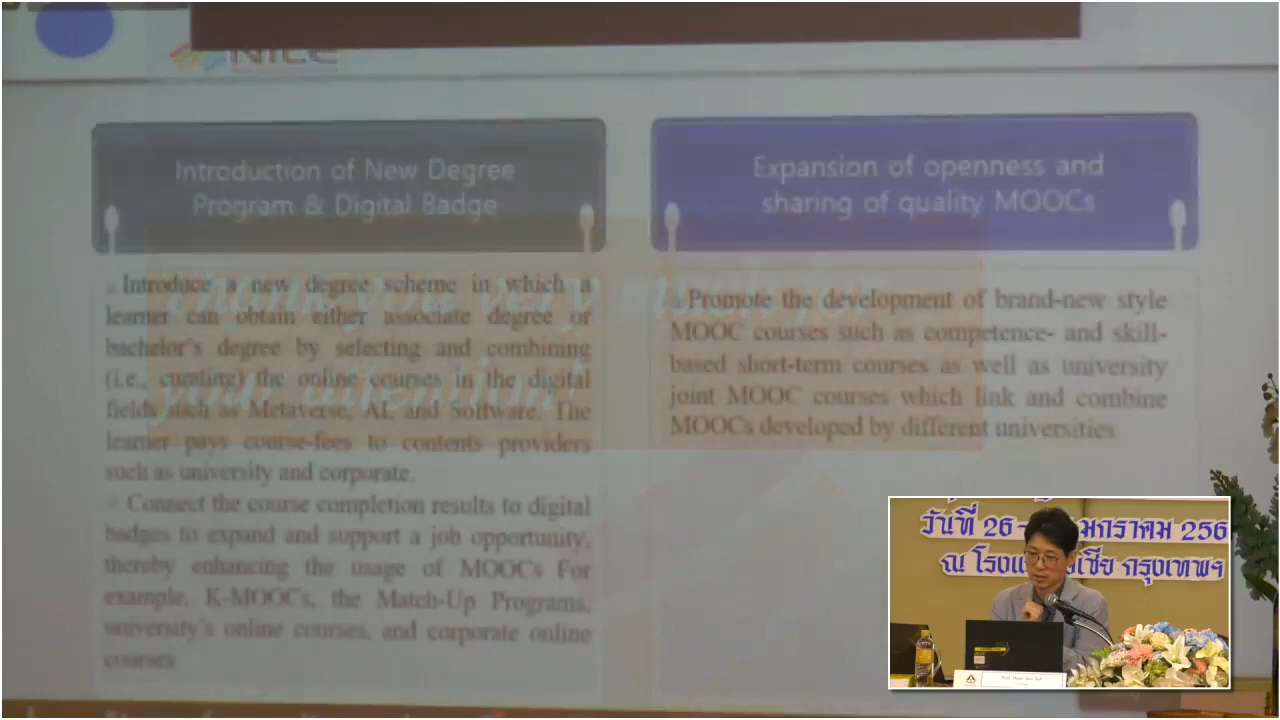 NILE
Introduction of New Degree
Program & Digital Badge
Introduce a new degree scheme in which a
learner can obtain either associate degree or
bachelor's degree by selecting and combining
(i.e., curating) the online courses in the digital
fields such as Metaverse, AI, and Software. The
learner pays course-fees to contents providers
such as university and corporate.
Connect the course completion results to digital
badges to expand and support a job opportunity,
thereby enhancing the usage of MOOCs For
example, K-MOOCs, the Match-Up Programs,
university's online courses, and corporate online
courses
Expansion of openness and
sharing of quality MOOCs
Promote the development of brand-new style
MOOC courses such as competence- and skill-
based short-term courses as well as university
joint MOOC courses which link and combine
MOOCs developed by different universities
Thank you very much for
your attention!
วันที่ 26 - มกราคม 256
ณ โรงแ เชีย กรุงเทพฯ